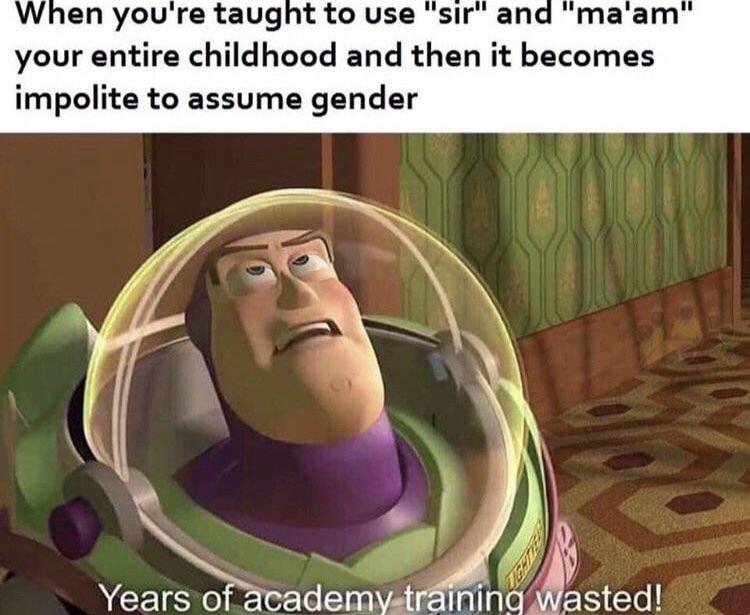 When you're taught to use "sir" and "ma'am"
your entire childhood and then it becomes
impolite to assume gender
LIGHTYEAR
Years of academy training wasted!